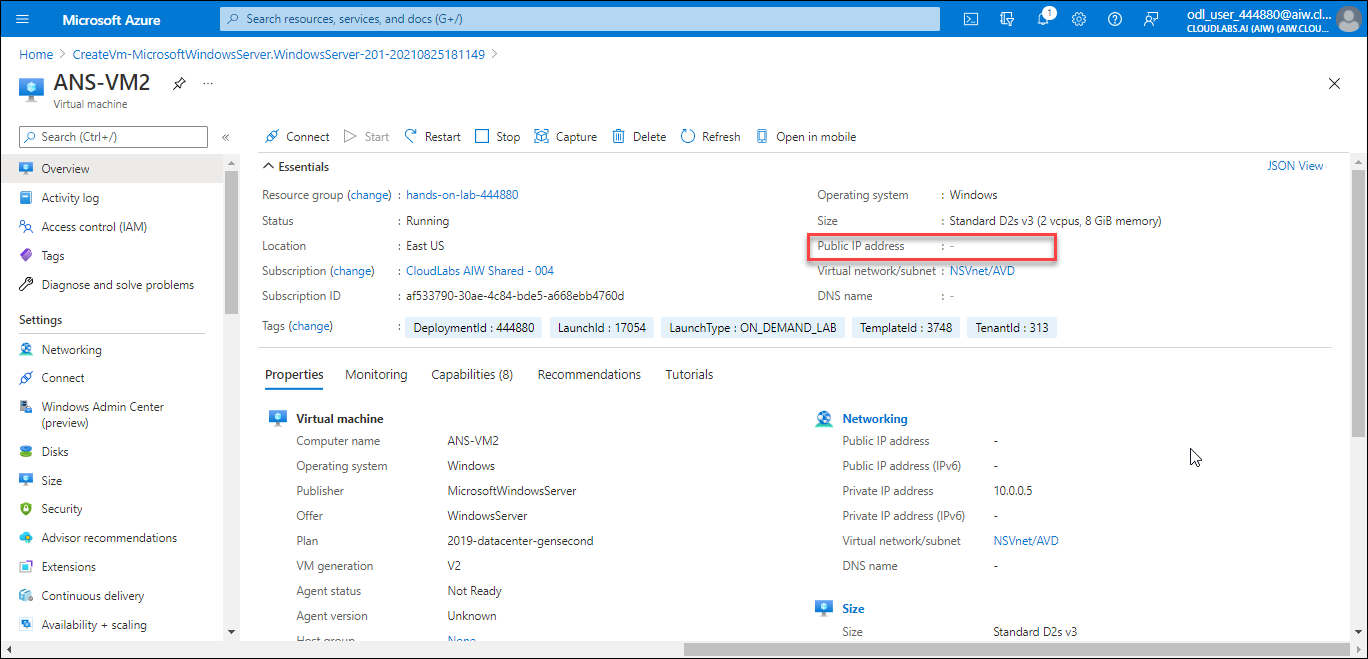 Microsoft Azure
Search resources, services, and docs (G+/)
1
odl_user_444880@aiw.cl...
CLOUDLABS.AI (AIW) (AIW.CLOU...
Home > CreateVm-MicrosoftWindowsServer.WindowsServer-201-20210825181149 >
ANS-VM2 ...
Virtual machine
Search (Ctrl+/) «
Overview
Activity log
Access control (IAM)
Tags
Diagnose and solve problems
Settings
Networking
Connect
Windows Admin Center
(preview)
Disks
Size
Security
Advisor recommendations
Extensions
Continuous delivery
Availability + scaling
Connect Start Restart Stop Capture Delete Refresh Open in mobile
Essentials JSON View
Resource group (change) : hands-on-lab-444880
Status : Running
Location : East US
Subscription (change) : CloudLabs AIW Shared - 004
Subscription ID : af533790-30ae-4c84-bde5-a668ebb4760d
Operating system : Windows
Size : Standard D2s v3 (2 vcpus, 8 GiB memory)
Public IP address : -
Virtual network/subnet : NSVnet/AVD
DNS name : -
Tags (change) : DeploymentId : 444880 LaunchId : 17054 LaunchType : ON_DEMAND_LAB TemplateId : 3748 TenantId : 313
Properties Monitoring Capabilities (8) Recommendations Tutorials
Virtual machine
Computer name ANS-VM2
Operating system Windows
Publisher MicrosoftWindowsServer
Offer WindowsServer
Plan 2019-datacenter-gensecond
VM generation V2
Agent status Not Ready
Agent version Unknown
Host group None
Networking
Public IP address -
Public IP address (IPv6) -
Private IP address 10.0.0.5
Private IP address (IPv6) -
Virtual network/subnet NSVnet/AVD
DNS name -
Size
Size Standard D2s v3